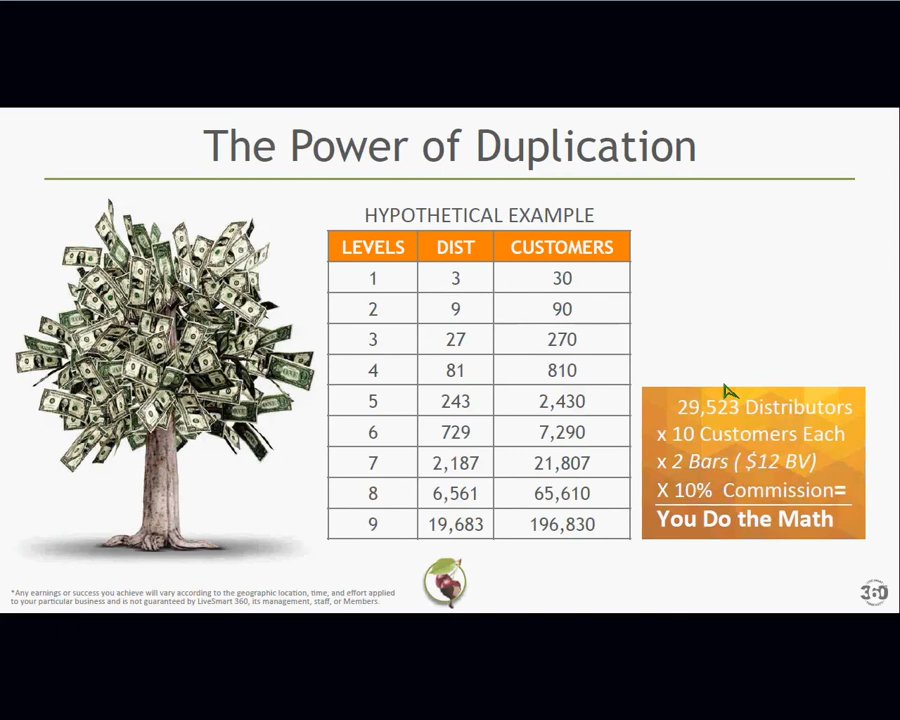 The Power of Duplication
HYPOTHETICAL EXAMPLE
LEVELS DIST CUSTOMERS
1 3 30
2 9 90
3 27 270
4 81 810
5 243 2,430
6 729 7,290
7 2,187 21,807
8 6,561 65,610
9 19,683 196,830
29,523 Distributors
x 10 Customers Each
x 2 Bars ( $12 BV)
X 10% Commission=
You Do the Math
*Any earnings or success you achieve will vary according to the geographic location, time, and effort applied
to your particular business and is not guaranteed by LiveSmart 360, its management, staff, or Members.
360